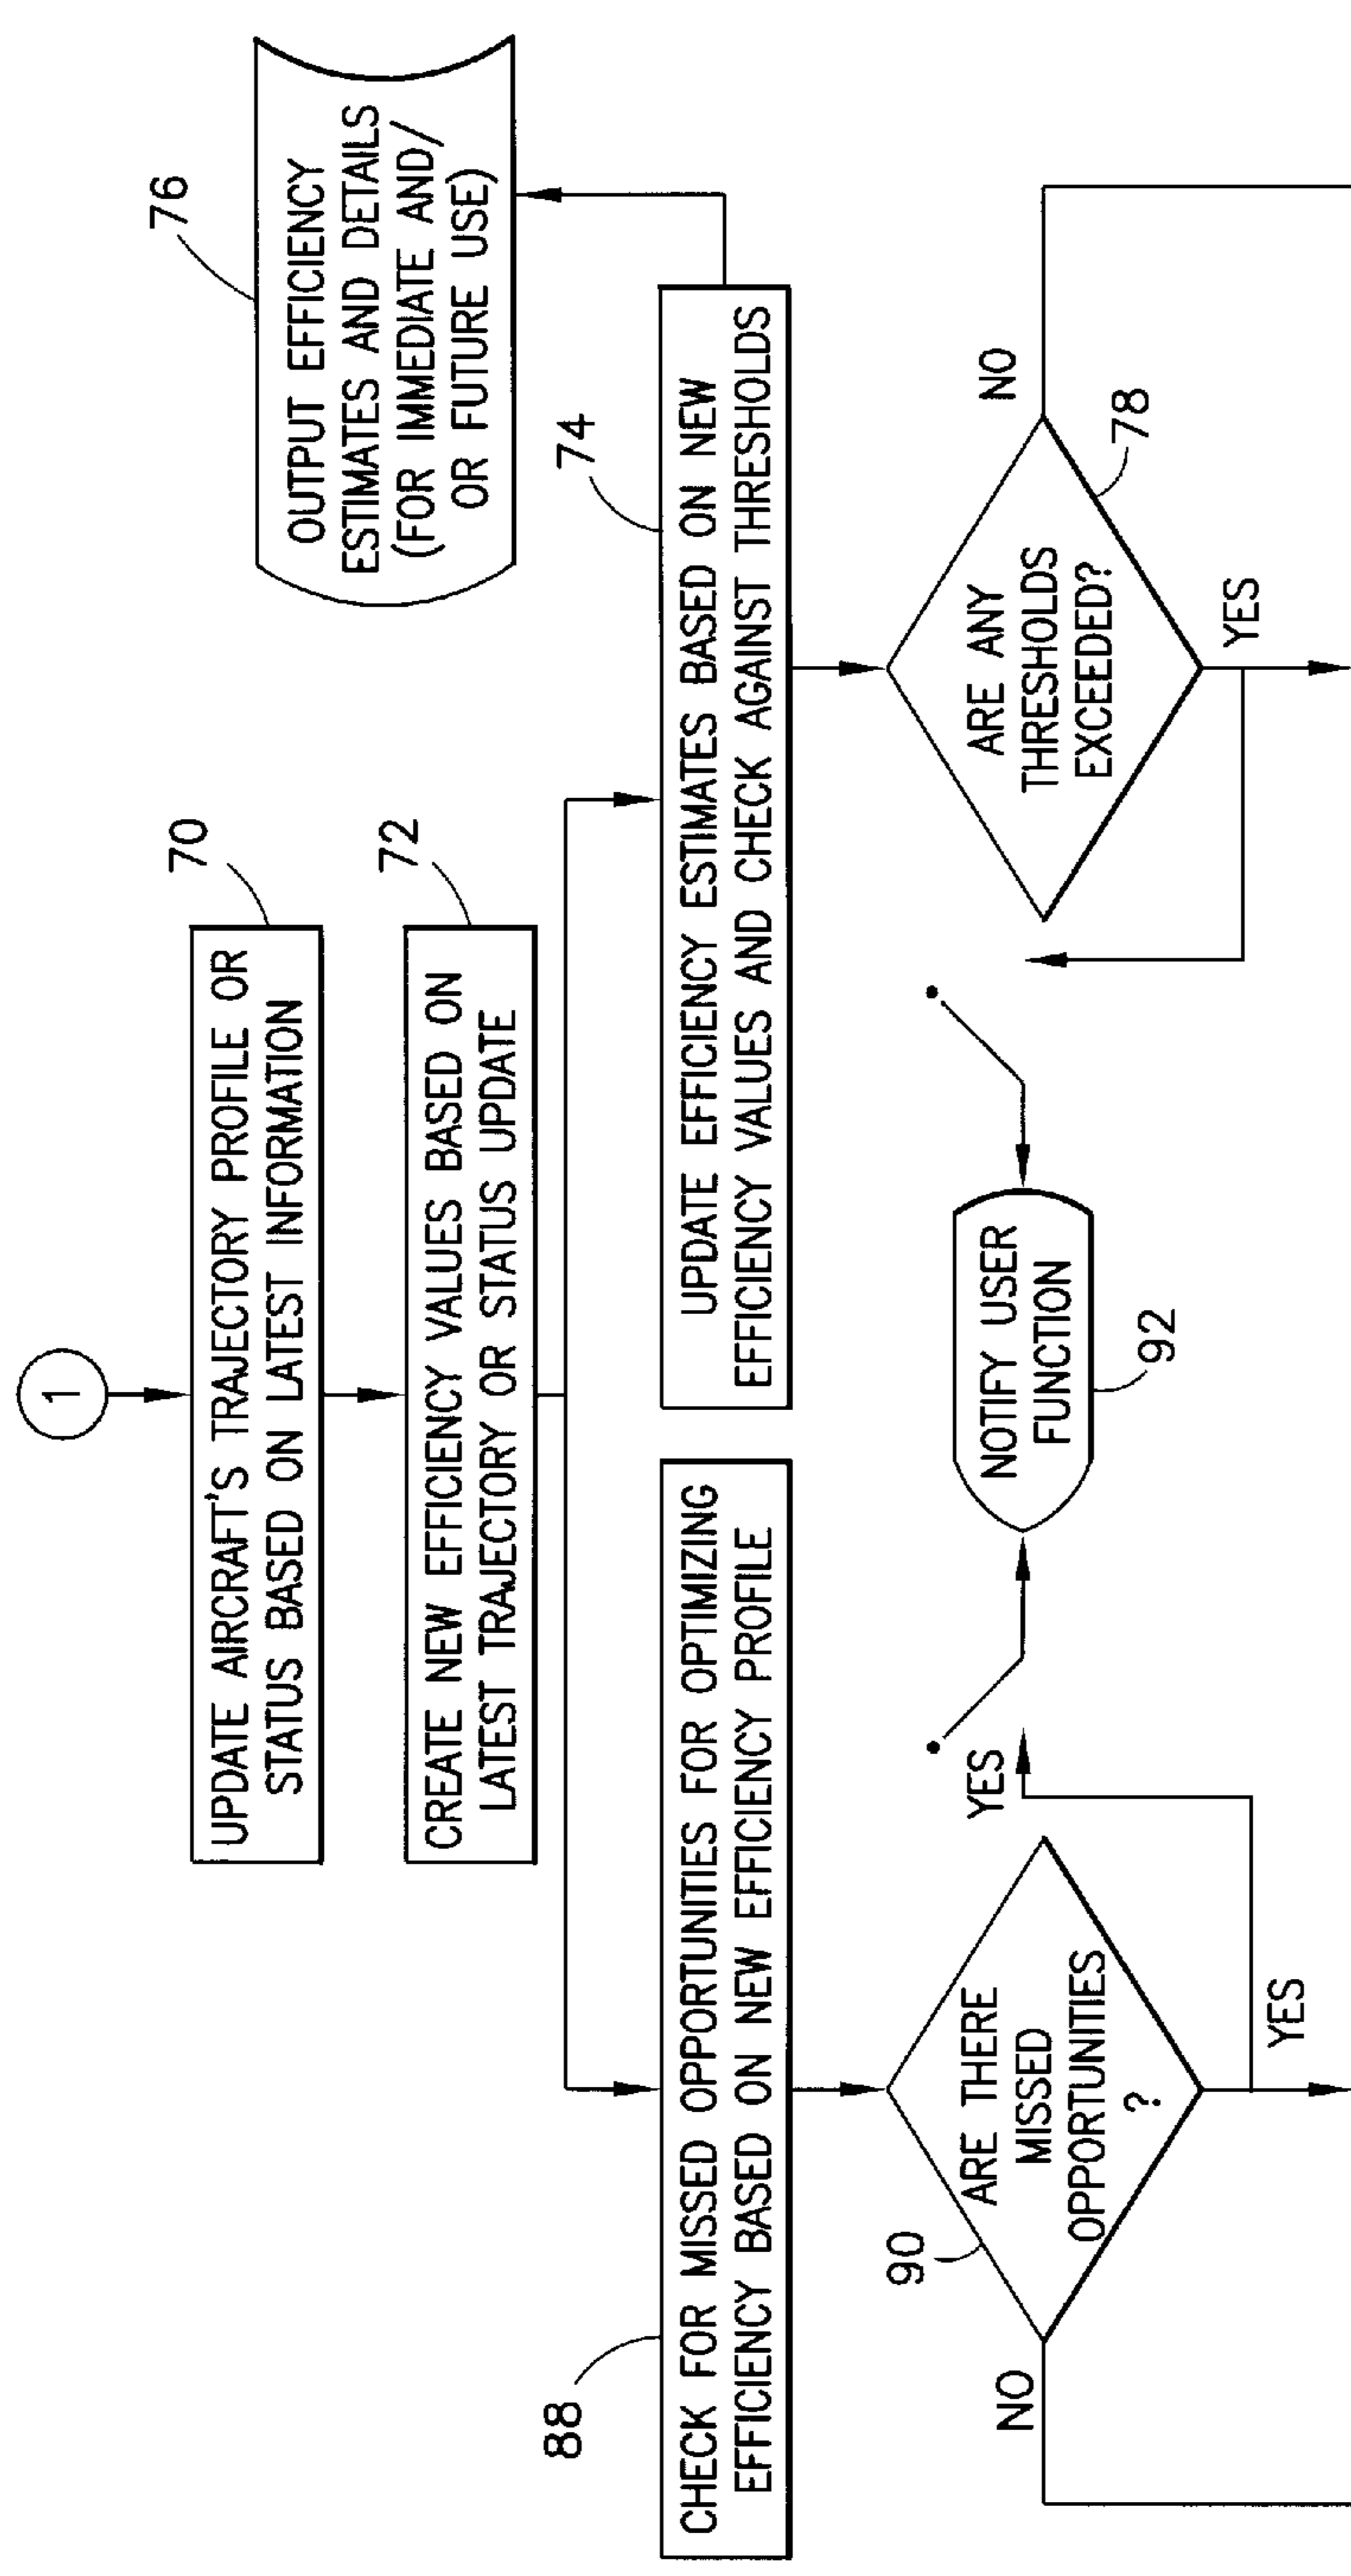 1
70
UPDATE AIRCRAFT'S TRAJECTORY PROFILE OR
STATUS BASED ON LATEST INFORMATION
72
CREATE NEW EFFICIENCY VALUES BASED ON
LATEST TRAJECTORY OR STATUS UPDATE
76
OUTPUT EFFICIENCY
ESTIMATES AND DETAILS
(FOR IMMEDIATE AND/
OR FUTURE USE)
88
CHECK FOR MISSED OPPORTUNITIES FOR OPTIMIZING
EFFICIENCY BASED ON NEW EFFICIENCY PROFILE
74
UPDATE EFFICIENCY ESTIMATES BASED ON NEW
EFFICIENCY VALUES AND CHECK AGAINST THRESHOLDS
90
ARE THERE
MISSED
OPPORTUNITIES
?
NO
YES
YES
NOTIFY USER
FUNCTION
92
ARE ANY
THRESHOLDS
EXCEEDED?
NO
78
YES